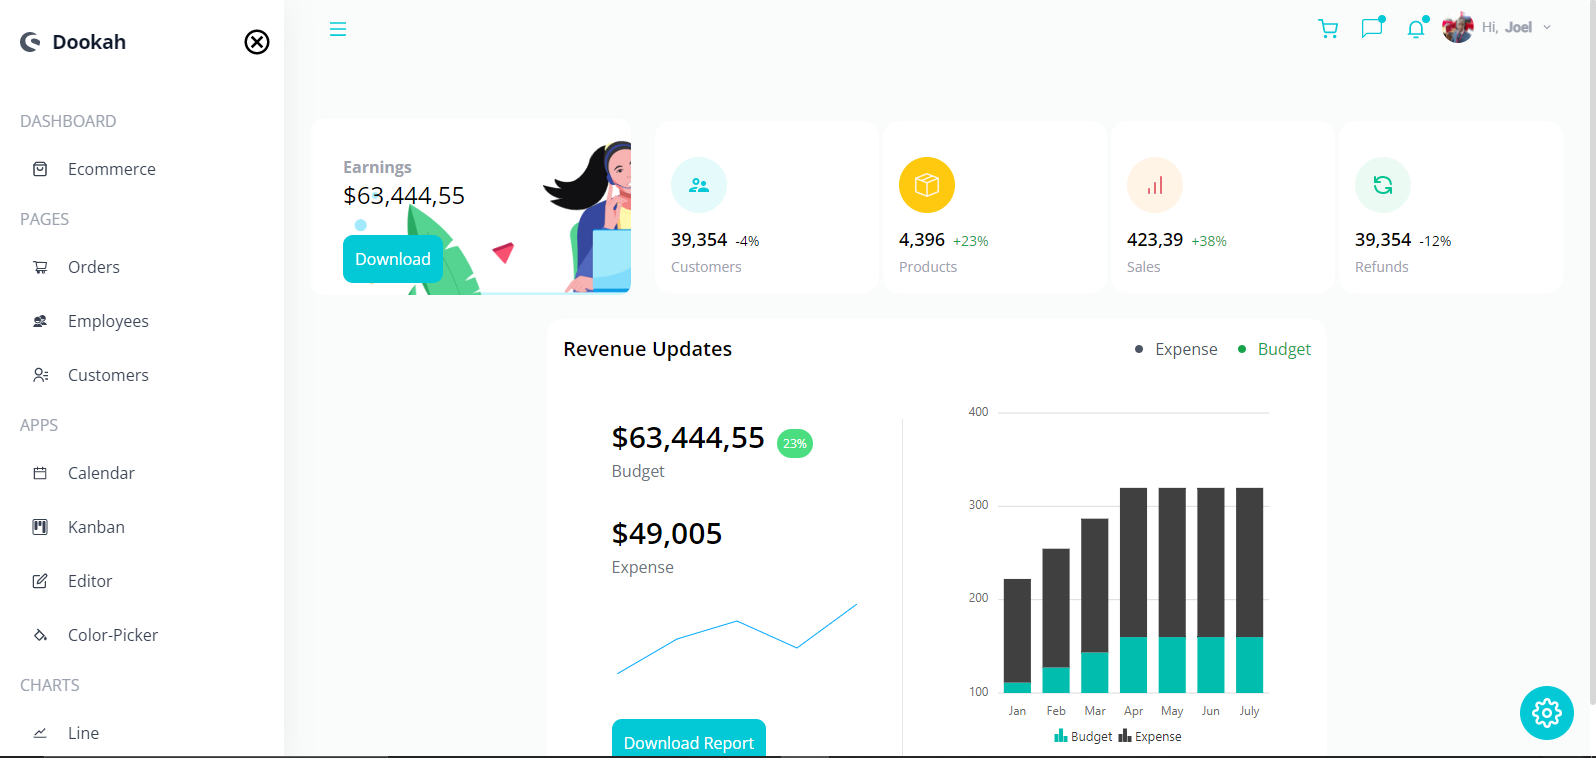 Dookah
Hi, Joel
DASHBOARD
Ecommerce
PAGES
Orders
Employees
Customers
APPS
Calendar
Kanban
Editor
Color-Picker
CHARTS
Line
Earnings
$63,444,55
Download
39,354 -4%
Customers
4,396 +23%
Products
423,39 +38%
Sales
39,354 -12%
Refunds
Revenue Updates
Expense
Budget
$63,444,55 23%
Budget
$49,005
Expense
Download Report
400
300
200
100
Jan Feb Mar Apr May Jun July
Budget Expense